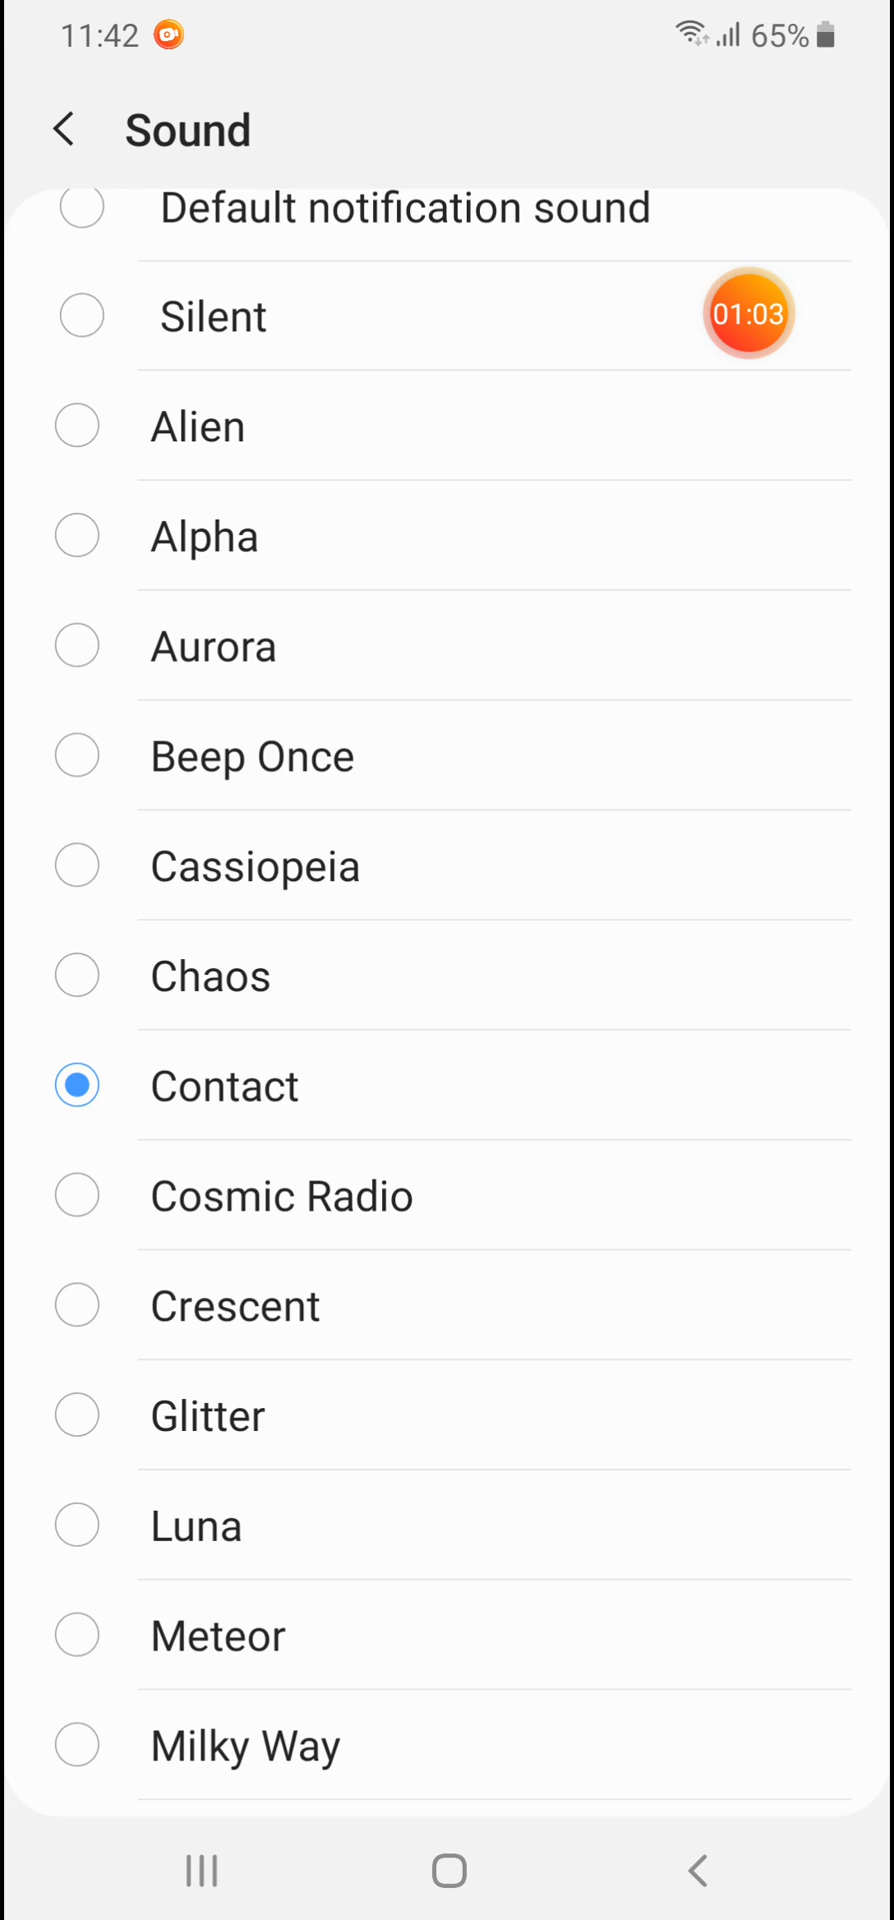 11:42 65%
Sound
Default notification sound
Silent
01:03
Alien
Alpha
Aurora
Beep Once
Cassiopeia
Chaos
Contact
Cosmic Radio
Crescent
Glitter
Luna
Meteor
Milky Way